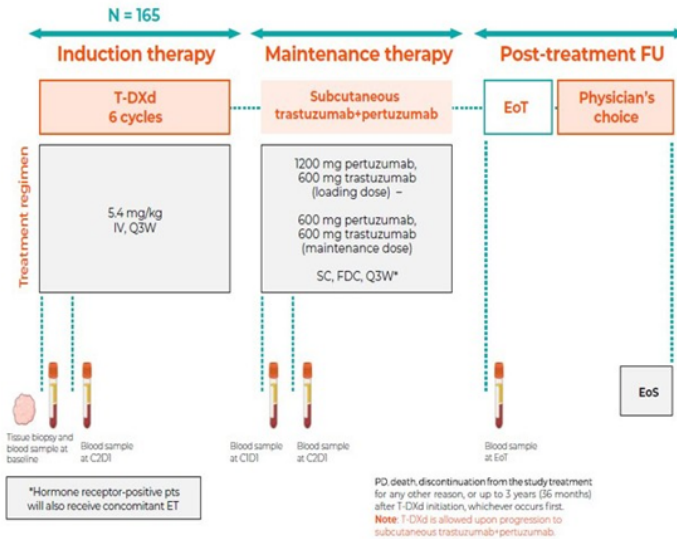 N = 165
Induction therapy
Maintenance therapy
Post-treatment FU
T-DXd
6 cycles
Subcutaneous
trastuzumab+pertuzumab
EoT
Physician's
choice
Treatment regimen
5.4 mg/kg
IV, Q3W
1200 mg pertuzumab,
600 mg trastuzumab
(loading dose) –
600 mg pertuzumab,
600 mg trastuzumab
(maintenance dose)
SC, FDC, Q3W*
Tissue biopsy and
blood sample at
baseline
Blood sample
at C2D1
Blood sample
at C1D1
Blood sample
at C2D1
Blood sample
at EoT
EoS
*Hormone receptor-positive pts
will also receive concomitant ET
PD, death, discontinuation from the study treatment
for any other reason, or up to 3 years (36 months)
after T-DXd initiation, whichever occurs first.
Note: T-DXd is allowed upon progression to
subcutaneous trastuzumab+pertuzumab.